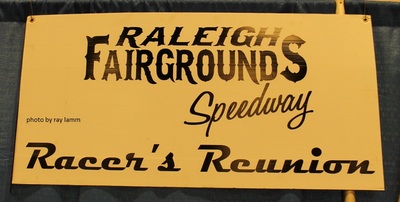 RALEIGH
FAIRGROUNDS
Speedway
photo by ray lamm
Racer's Reunion